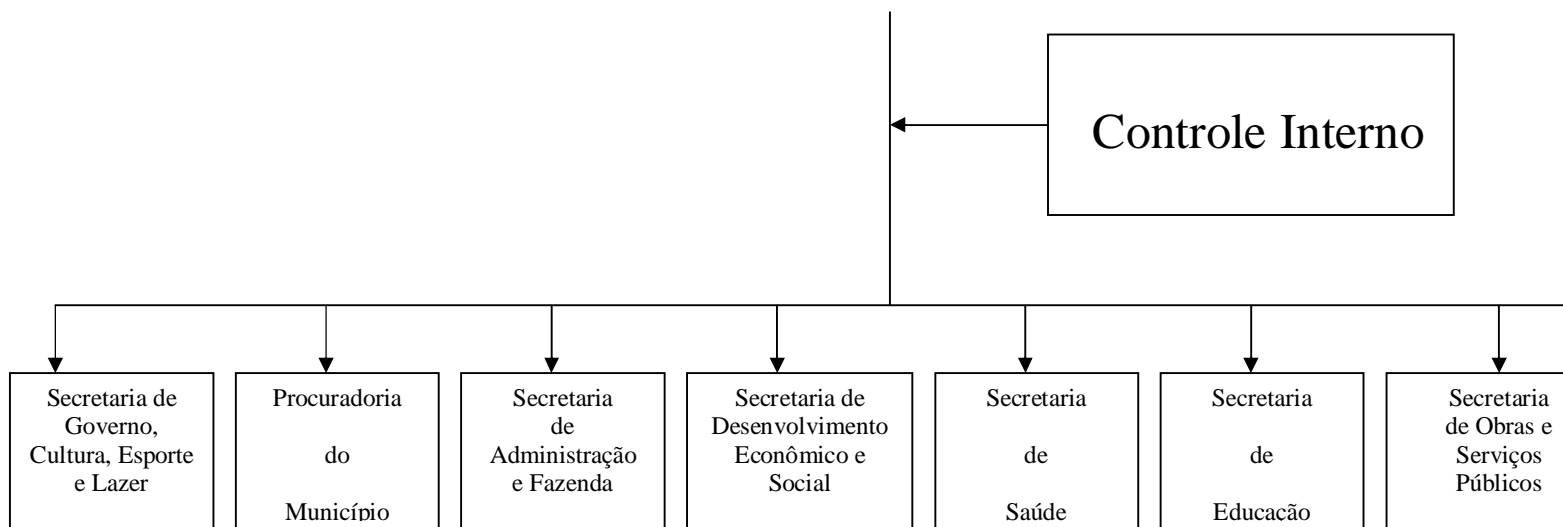 Controle Interno
Secretaria de
Governo,
Cultura, Esporte
e Lazer
Procuradoria
do
Município
Secretaria
de
Administração
e Fazenda
Secretaria de
Desenvolvimento
Econômico e
Social
Secretaria
de
Saúde
Secretaria
de
Educação
Secretaria
de Obras e
Serviços
Públicos